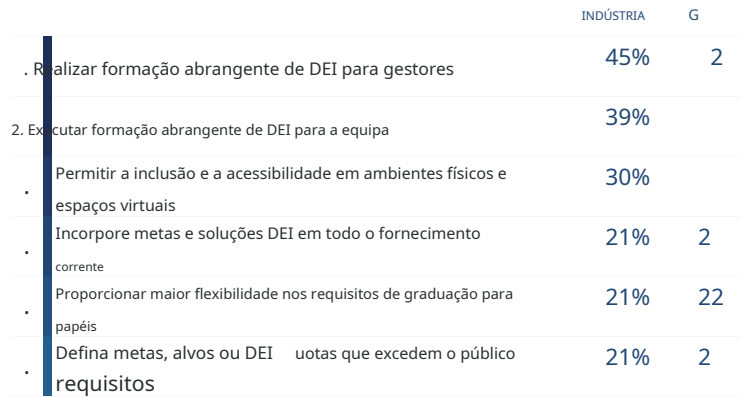 INDÚSTRIA G
. Realizar formação abrangente de DEI para gestores 45% 2
2. Executar formação abrangente de DEI para a equipa 39%
. Permitir a inclusão e a acessibilidade em ambientes físicos e 30%
espaços virtuais
. Incorpore metas e soluções DEI em todo o fornecimento 21% 2
corrente
. Proporcionar maior flexibilidade nos requisitos de graduação para 21% 22
papéis
. Defina metas, alvos ou DEI uotas que excedem o público 21% 2
requisitos